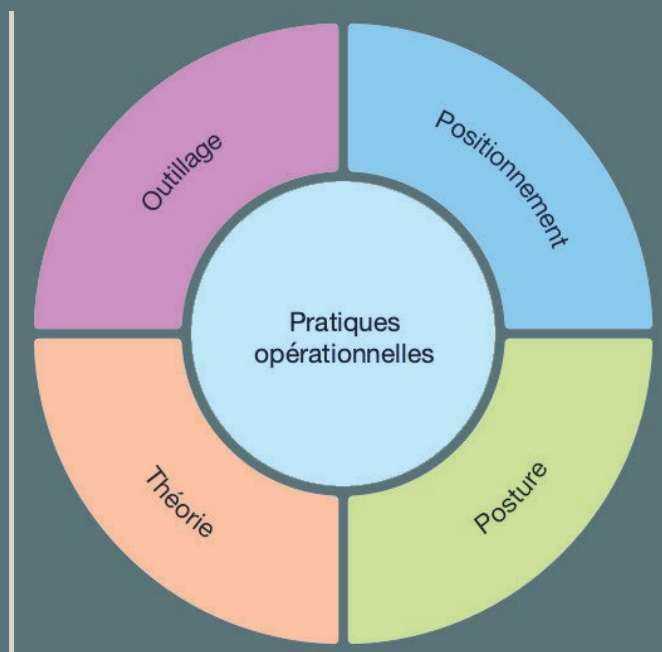 Outillage
Positionnement
Pratiques
opérationnelles
Théorie
Posture